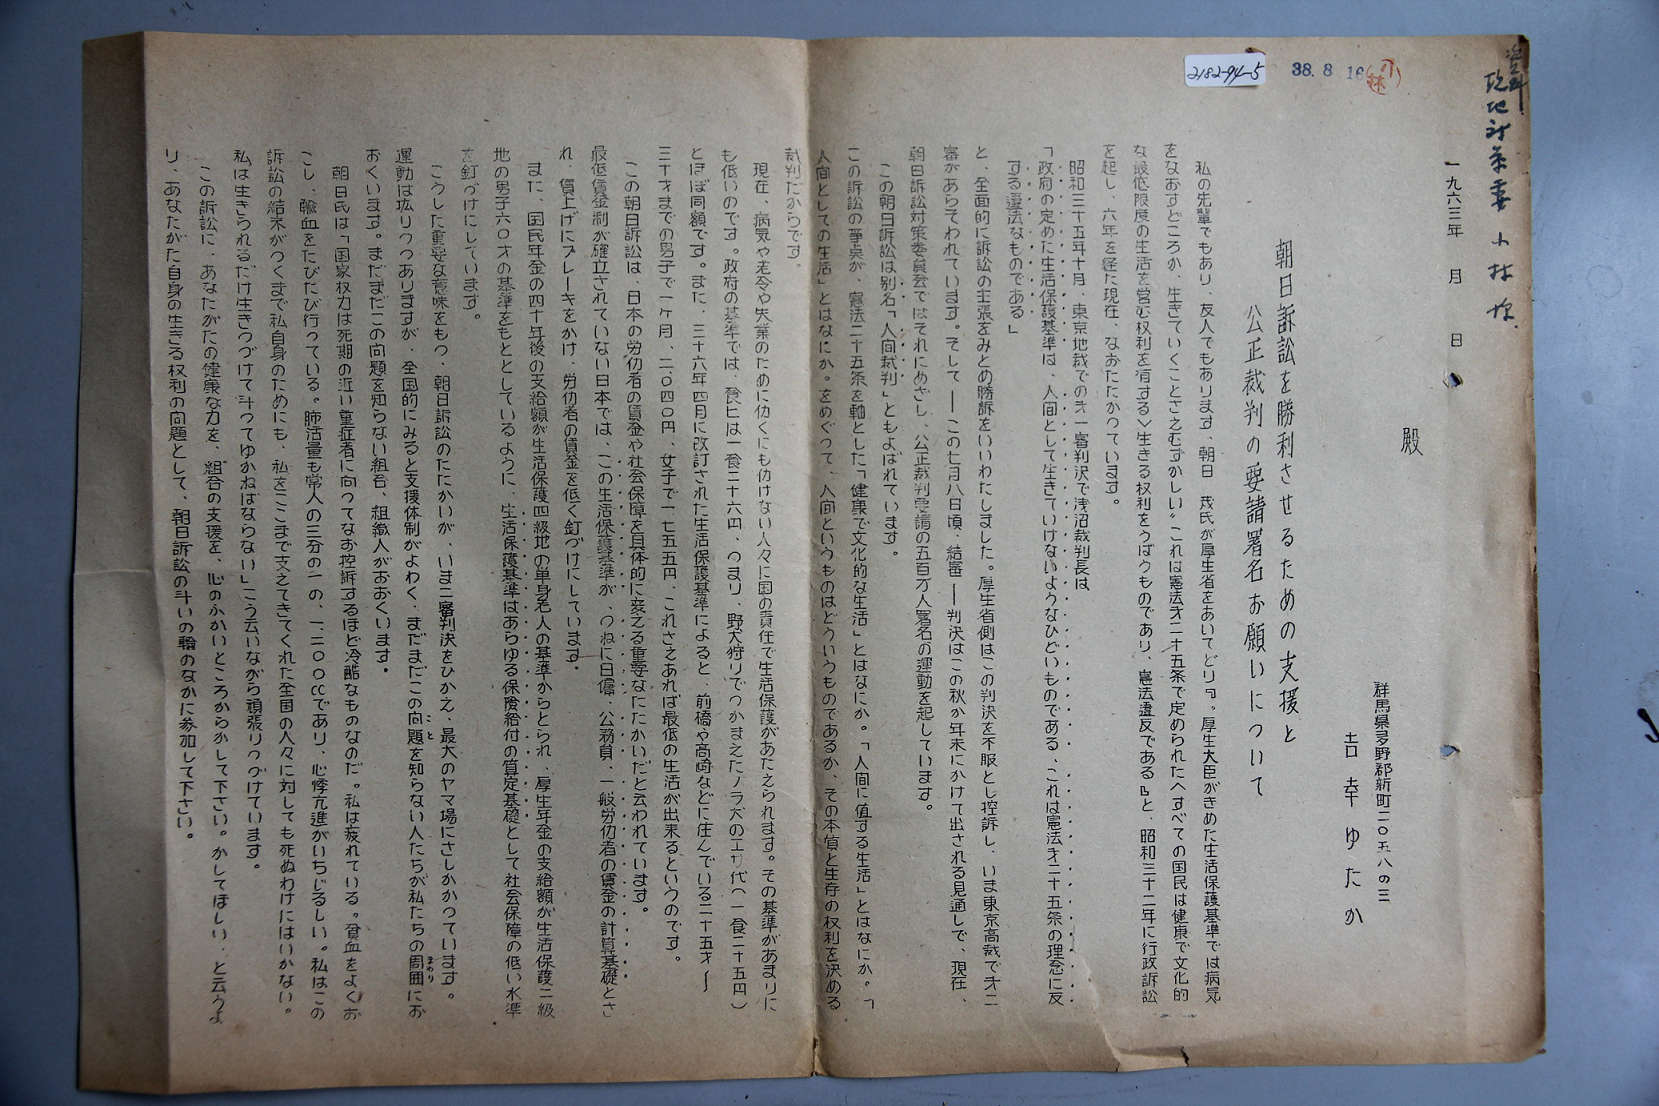 2182-94-5
38. 8 16
小林
現地対策委 小林様
一九六三年 月 日
殿
群馬県多野郡新町二〇五八の三
吉幸ゆたか
朝日訴訟を勝利させるための支援と
公正裁判の要請署名お願いについて
私の先輩でもあり、友人でもあります、朝日 茂氏が厚生省をあいてどり『。厚生大臣がきめた生活保護基準では病気
をなおすどころか、生きていくことさえむずかしい〟これは憲法才二十五条で定められたへすべての国民は健康で文化的
な最低限度の生活を営む権利を有する〉生きる権利をうばうものであり、憲法違反である』と、昭和三十二年に行政訴訟
を起し、六年を経た現在、なおたたかっています。
昭和三十五年十月、東京地裁での才一審判決で浅沼裁判長は
「政府の定めた生活保護基準は、人間として生きていけないようなひどいものである、これは憲法才二十五条の理念に反
する違法なものである」
と、全面的に訴訟の主張をみとめ勝訴をいいわたしました。厚生省側はこの判決を不服とし控訴し、いま東京高裁で才二
審があらそわれています。そして――この七月八日頃、結審――判決はこの秋か年末にかけて出される見通しで、現在、
朝日訴訟対策委員会ではそれにめざし、公正裁判要請の五百万人署名の運動を起しています。
この朝日訴訟は別名「人間裁判」ともよばれています。
この訴訟の争点が、憲法二十五条を軸とした「健康で文化的な生活」とはなにか。「人間に値する生活」とはなにか。「
人間としての生活」とはなにか。をめぐって、人間というものはどういうものであるか、その本質と生存の権利を決める
裁判だからです。
現在、病気や老令や失業のために仂くにも仂けない人々に国の責任で生活保護があたえられます。その基準があまりに
も低いのです。政府の基準では、食ヒは一食二十六円、つまり、野犬狩りでつかまえたノラ犬のエサ代（一食二十五円）
とほぼ同額です。また、三十六年四月に改訂された生活保護基準によると、前橋や高崎などに庄んでいる二十五才〜
三十才までの男子で一ヶ月、二、〇四〇円、女子で一七五五円、これさえあれば最低の生活が出来るというのです。
この朝日訴訟は、日本の労仂者の賃金や社会保障を具体的に変える重要なたたかいだと云われています。
最低賃金制が確立されていない日本では、この生活保護基準が、つねに日傭、公務員、一般労仂者の賃金の計算基礎とさ
れ、賃上げにブレーキをかけ、労仂者の賃金を低く釘づけにしています。
また、国民年金の四十年後の支給額が生活保護四級地の単身老人の基準からとられ、厚生年金の支給額が生活保護二級
地の男子六〇才の基準をもととしているように、生活保護基準はあらゆる保険給付の算定基礎として社会保障の低い水準
を釘づけにしています。
こうした重要な意味をもつ、朝日訴訟のたたかいが、いま二審判決をひかえ、最大のヤマ場にさしかかっています。
運動は拡りつつありますが、全国的にみると支援体制がよわく、まだまだこの向題を知らない人たちが私たちの周囲にお
おくいます。まだまだこの向題を知らない組合、組織人がおおくいます。
朝日氏は「国家权力は死期の近い重症者に向ってなお控訴するほど冷酷なものなのだ。私は疲れている。貧血をよくお
こし、輸血をたびたび行っている。肺活量も常人の三分の一の、一、二〇〇ccであり、心悸亢進がいちじるしい。私はこの
訴訟の結末がつくまで私自身のためにも、私をここまで支えてきてくれた全国の人々に対しても死ぬわけにはいかない。
私は生きられるだけ生きつづけて斗ってゆかねばならない」こう云いながら頑張りつづけています。
この訴訟に、あなたがたの健康な力を、組合の支援を、心のふかいところからかして下さい。かしてほしい、と云うよ
り、あなたがた自身の生きる权利の向題として、朝日訴訟の斗いの輪のなかに参加して下さい。